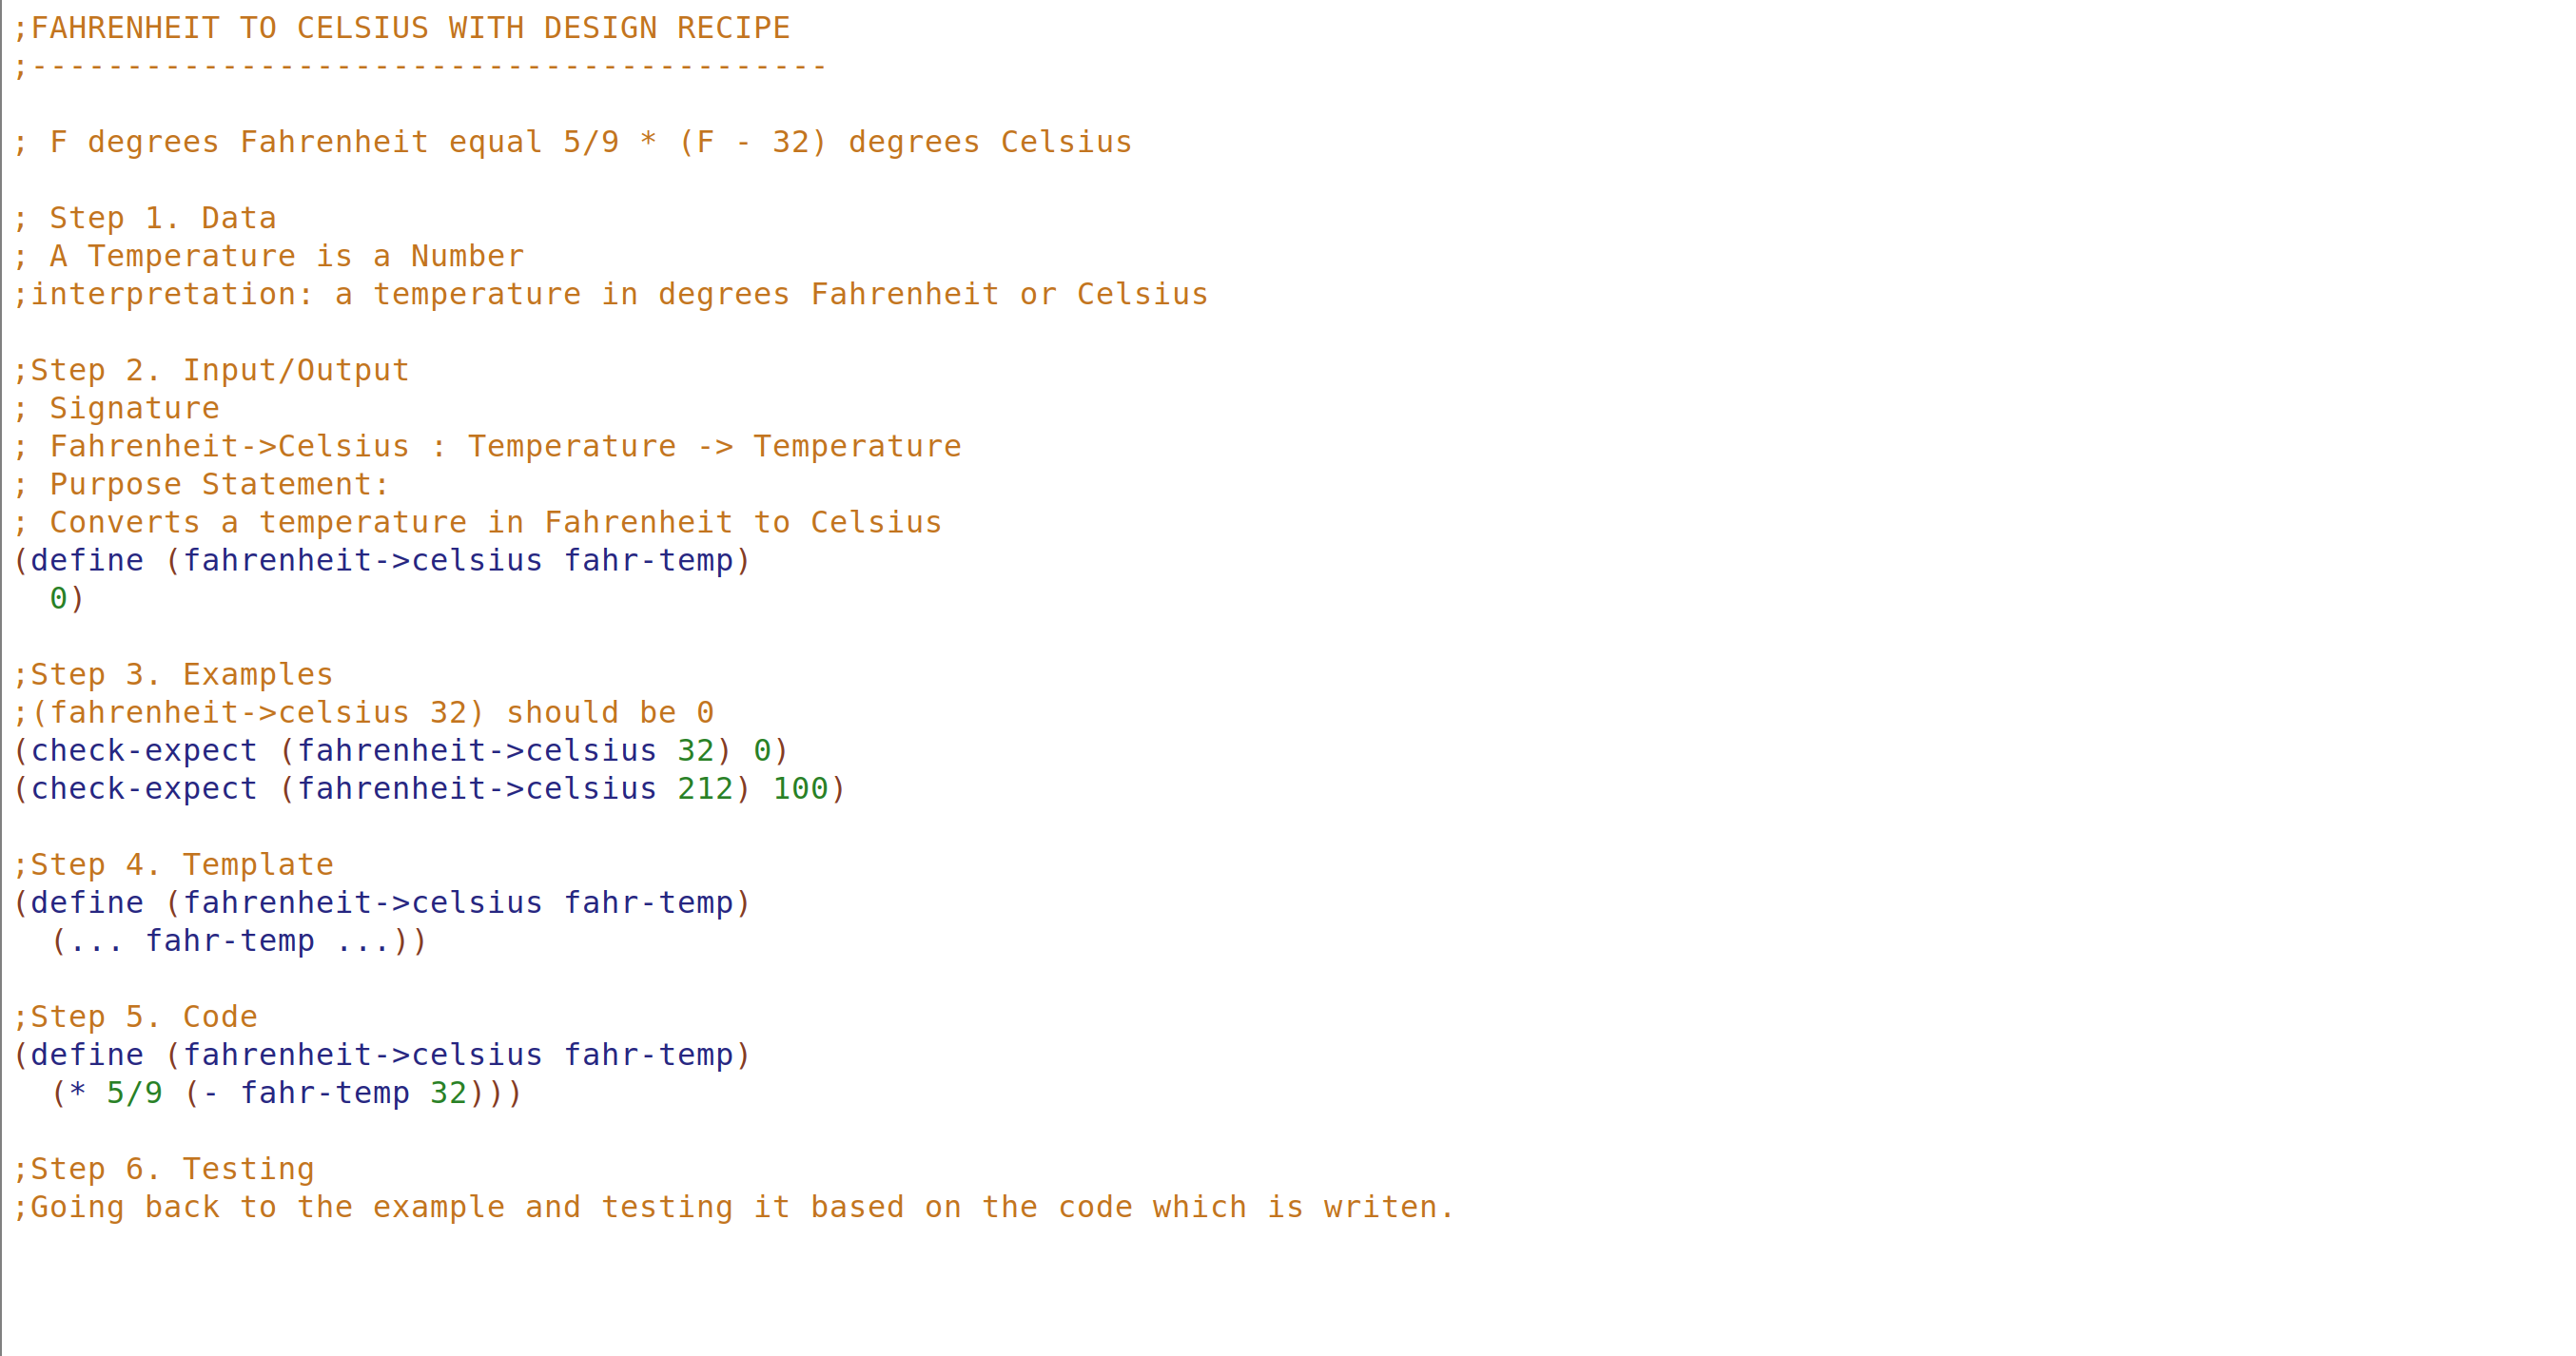 ;FAHRENHEIT TO CELSIUS WITH DESIGN RECIPE
;------------------------------------------
; F degrees Fahrenheit equal 5/9 * (F - 32) degrees Celsius
; Step 1. Data
; A Temperature is a Number
;interpretation: a temperature in degrees Fahrenheit or Celsius
;Step 2. Input/Output
; Signature
; Fahrenheit->Celsius : Temperature -> Temperature
; Purpose Statement:
; Converts a temperature in Fahrenheit to Celsius
(define (fahrenheit->celsius fahr-temp)
  0)
;Step 3. Examples
;(fahrenheit->celsius 32) should be 0
(check-expect (fahrenheit->celsius 32) 0)
(check-expect (fahrenheit->celsius 212) 100)
;Step 4. Template
(define (fahrenheit->celsius fahr-temp)
  (... fahr-temp ...))
;Step 5. Code
(define (fahrenheit->celsius fahr-temp)
  (* 5/9 (- fahr-temp 32)))
;Step 6. Testing
;Going back to the example and testing it based on the code which is writen.